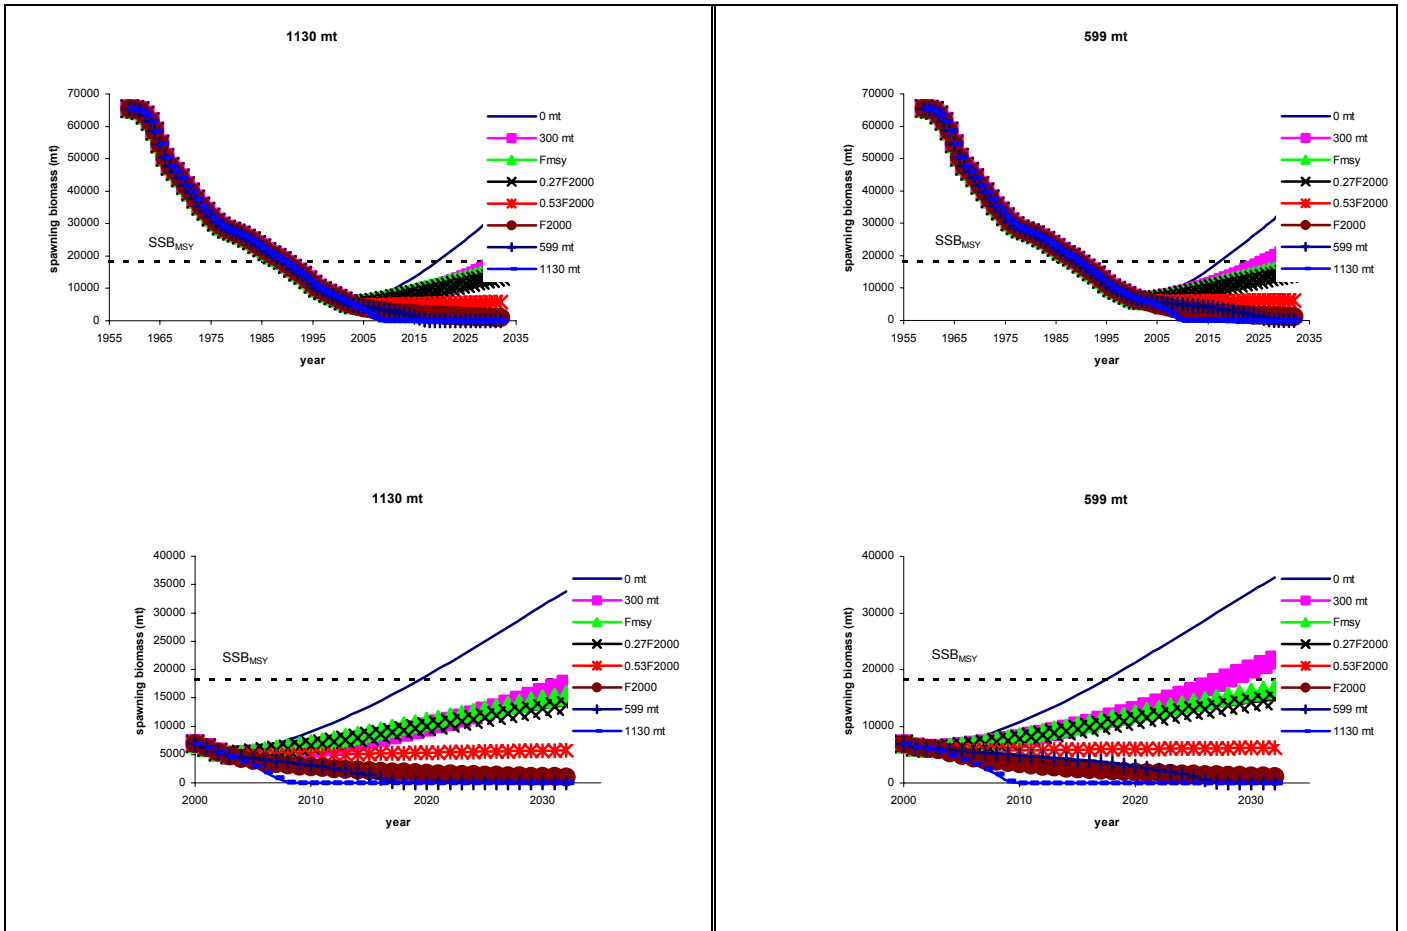 1130 mt
70000
60000
50000
40000
30000
20000
10000
0
spawning biomass (mt)
SSBMSY
1955 1965 1975 1985 1995 2005 2015 2025 2035
year
0 mt
300 mt
Fmsy
0.27F2000
0.53F2000
F2000
599 mt
1130 mt
599 mt
70000
60000
50000
40000
30000
20000
10000
0
spawning biomass (mt)
SSBMSY
1955 1965 1975 1985 1995 2005 2015 2025 2035
year
0 mt
300 mt
Fmsy
0.27F2000
0.53F2000
F2000
599 mt
1130 mt
1130 mt
40000
35000
30000
25000
20000
15000
10000
5000
0
spawning biomass (mt)
SSBMSY
2000 2010 2020 2030
year
0 mt
300 mt
Fmsy
0.27F2000
0.53F2000
F2000
599 mt
1130 mt
599 mt
40000
30000
20000
10000
0
spawning biomass (mt)
SSBMSY
2000 2010 2020 2030
year
0 mt
300 mt
Fmsy
0.27F2000
0.53F2000
F2000
599 mt
1130 mt